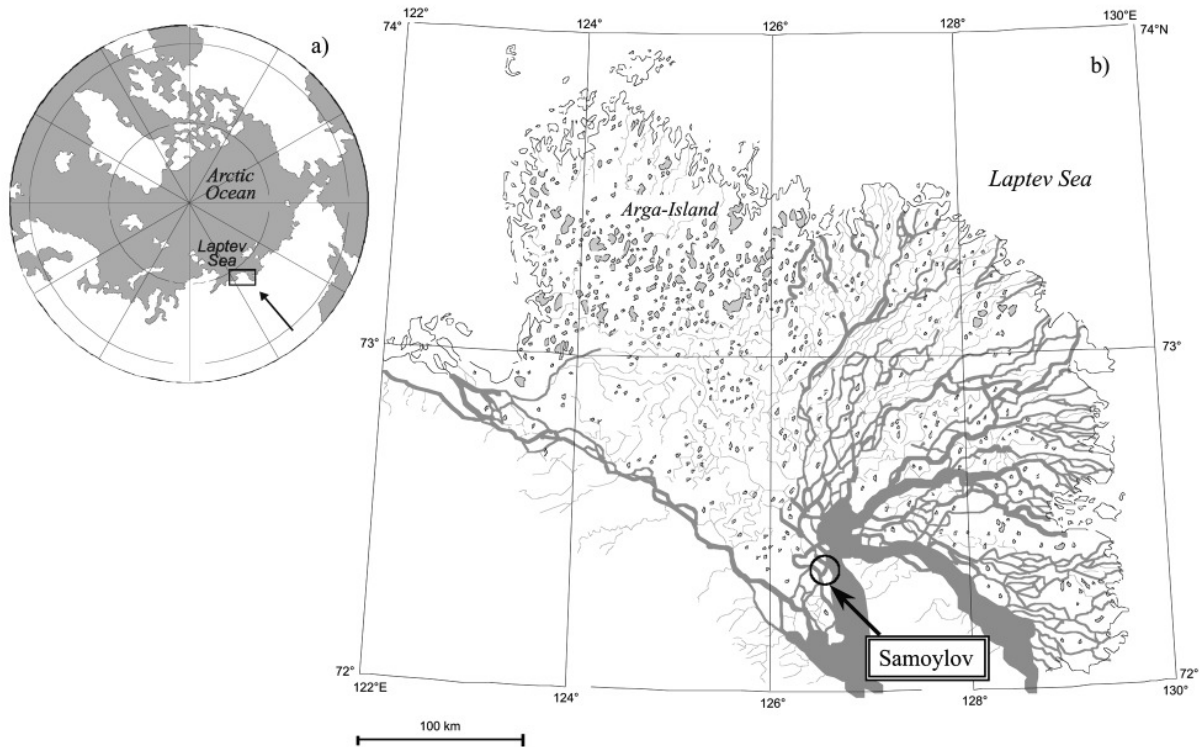 a)
Arctic
Ocean
Laptev
Sea
122°
124°
126°
128°
130°E
74°
74°N
b)
Laptev Sea
Arga-Island
73°
73°
Samoylov
72°
72°
122°E
124°
126°
128°
130°
100 km